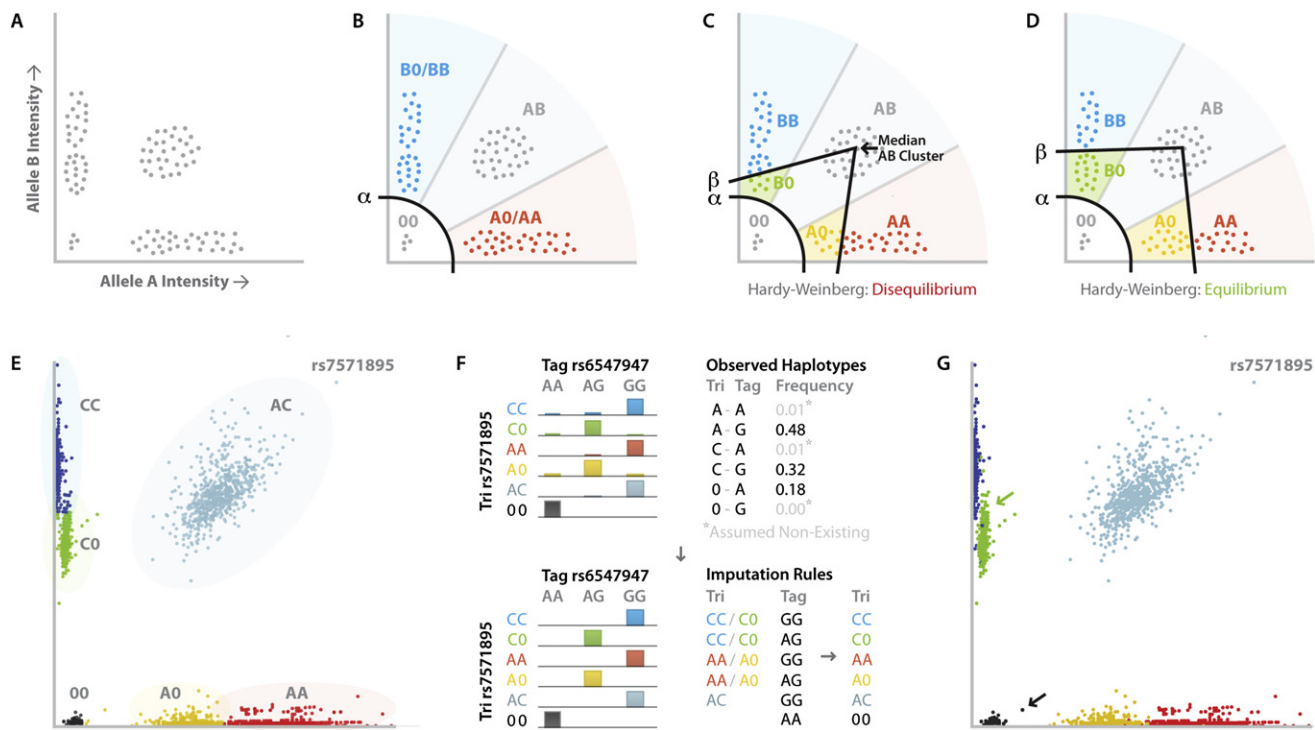 A
Allele B Intensity →
Allele A Intensity →
B
B0/BB
AB
α
00
A0/AA
C
BB
AB
Median
AB Cluster
β
α
B0
00
A0
AA
Hardy-Weinberg: Disequilibrium
D
BB
AB
β
α
B0
00
A0
AA
Hardy-Weinberg: Equilibrium
E
rs7571895
CC
AC
C0
00
A0
AA
F
Tag rs6547947
AA AG GG
Tri rs7571895
CC
C0
AA
A0
AC
00
Observed Haplotypes
Tri - Tag Frequency
A - A 0.01*
A - G 0.48
C - A 0.01*
C - G 0.32
0 - A 0.18
0 - G 0.00*
*Assumed Non-Existing
↓
Tag rs6547947
AA AG GG
Tri rs7571895
CC
C0
AA
A0
AC
00
Imputation Rules
Tri Tag Tri
CC / C0 GG CC
CC / C0 AG C0
AA / A0 GG → AA
AA / A0 AG A0
AC GG AC
AA 00
G
rs7571895